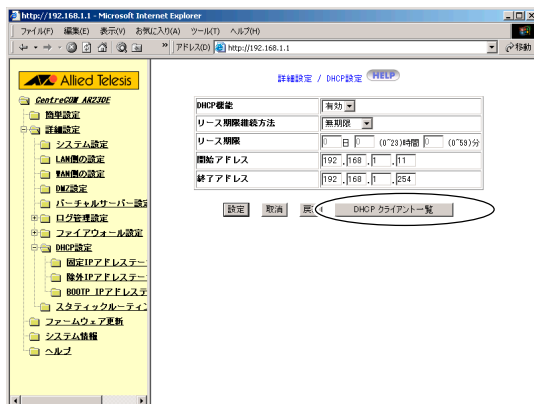 http://192.168.1.1 - Microsoft Internet Explorer
ファイル(F) 編集(E) 表示(V) お気に入り(A) ツール(T) ヘルプ(H)
アドレス(D) http://192.168.1.1 移動
Allied Telesis
CentreCOM AR230E
簡単設定
詳細設定
システム設定
LAN側の設定
WAN側の設定
DMZ設定
バーチャルサーバー設定
ログ管理設定
ファイアウォール設定
DHCP設定
固定IPアドレステー
除外IPアドレステー
BOOTP IPアドレステ
スタティックルーティン
ファームウェア更新
システム情報
ヘルプ
詳細設定 / DHCP設定 HELP
DHCP機能 有効
リース期限継続方法 無期限
リース期限 0 日 0 (0~23)時間 0 (0~59)分
開始アドレス 192 . 168 . 1 . 11
終了アドレス 192 . 168 . 1 . 254
設定 取消 戻 DHCP クライアント一覧